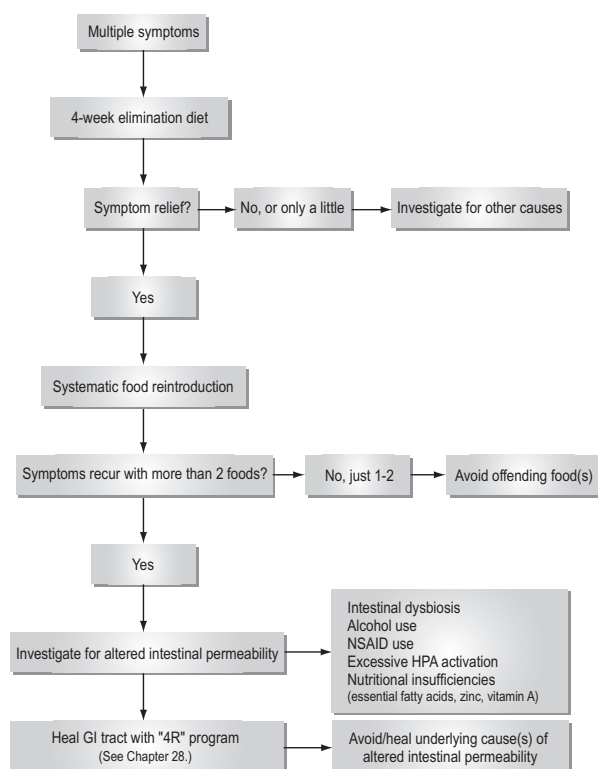 Multiple symptoms
4-week elimination diet
Symptom relief?
No, or only a little
Investigate for other causes
Yes
Systematic food reintroduction
Symptoms recur with more than 2 foods?
No, just 1-2
Avoid offending food(s)
Yes
Investigate for altered intestinal permeability
Intestinal dysbiosis
Alcohol use
NSAID use
Excessive HPA activation
Nutritional insufficiencies
(essential fatty acids, zinc, vitamin A)
Heal GI tract with "4R" program
(See Chapter 28.)
Avoid/heal underlying cause(s) of
altered intestinal permeability